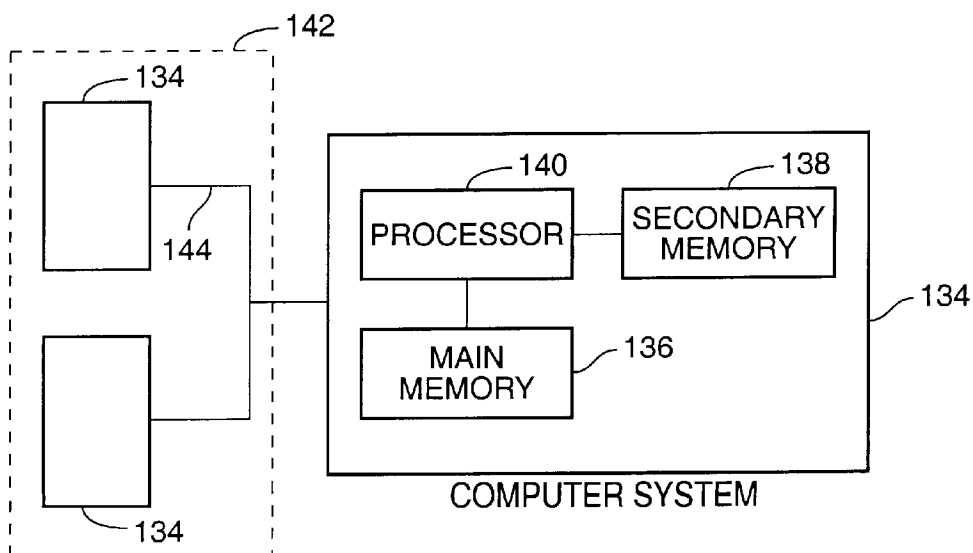 142
134
140
138
PROCESSOR
SECONDARY
MEMORY
144
134
MAIN
MEMORY
136
134
COMPUTER SYSTEM